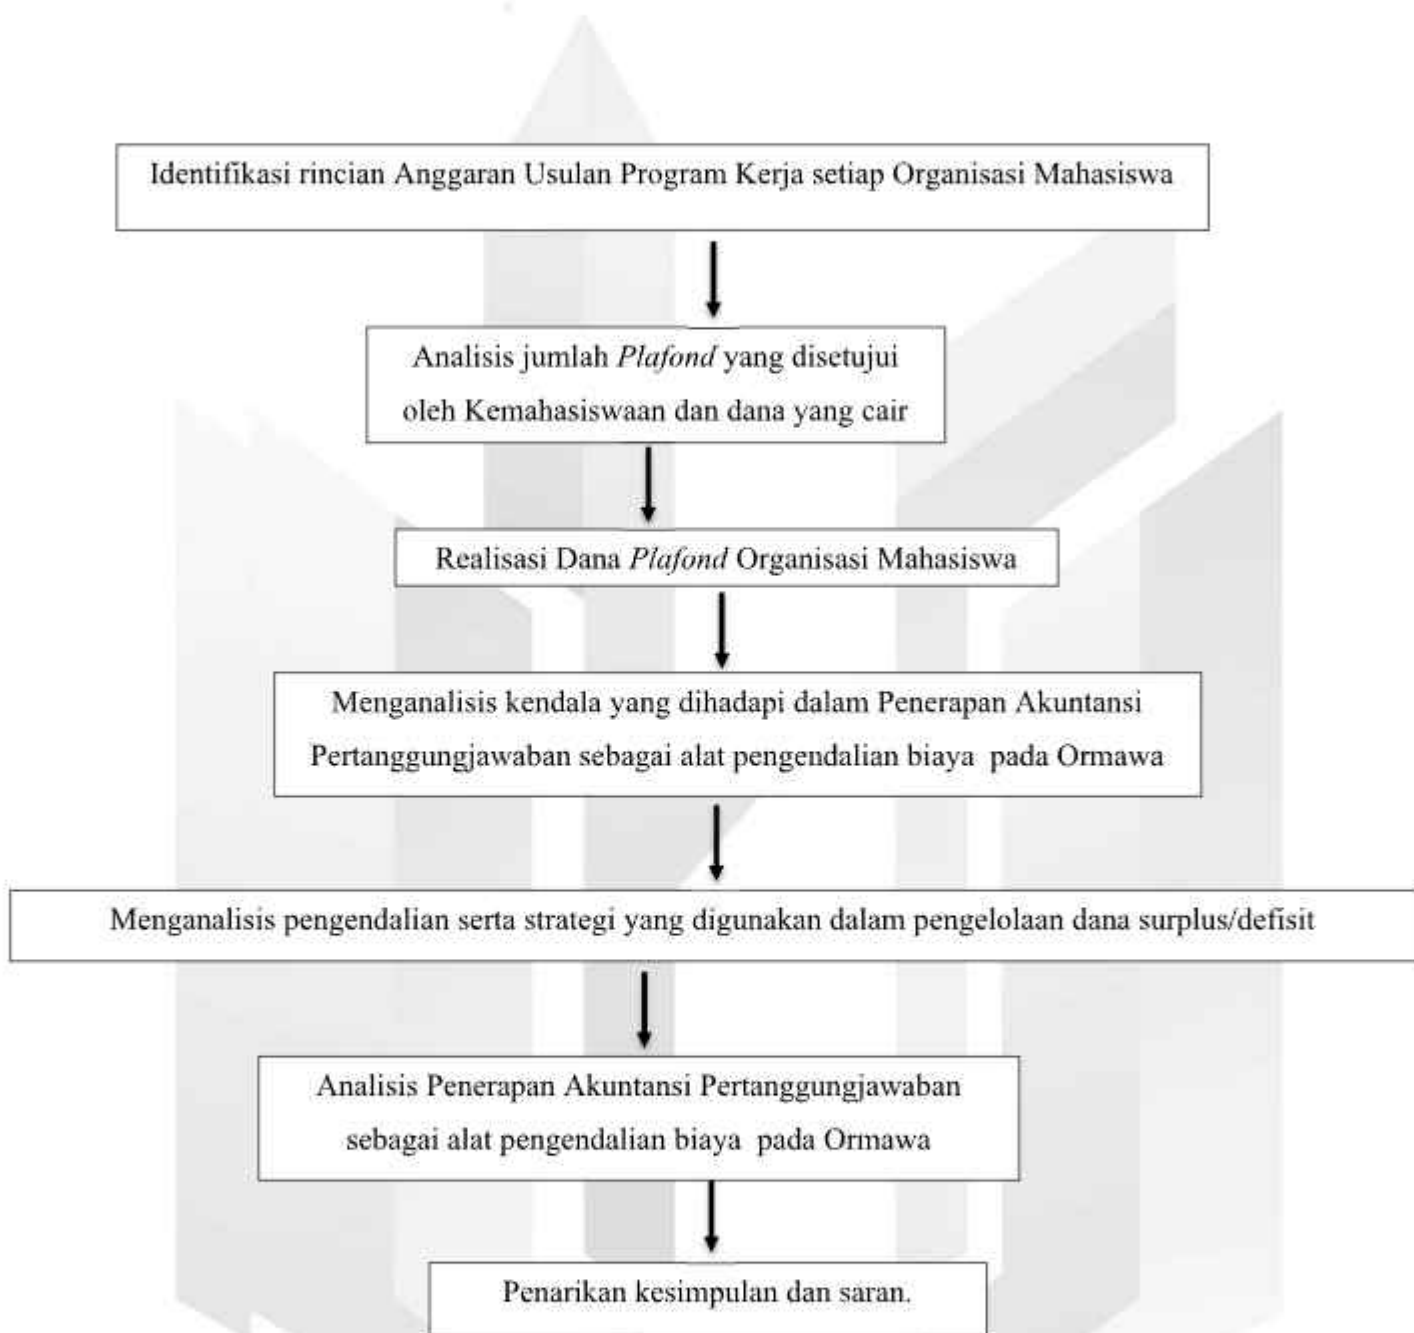 Identifikasi rincian Anggaran Usulan Program Kerja setiap Organisasi Mahasiswa
Analisis jumlah Plafond yang disetujui
oleh Kemahasiswaan dan dana yang cair
Realisasi Dana Plafond Organisasi Mahasiswa
Menganalisis kendala yang dihadapi dalam Penerapan Akuntansi
Pertanggungjawaban sebagai alat pengendalian biaya pada Ormawa
Menganalisis pengendalian serta strategi yang digunakan dalam pengelolaan dana surplus/defisit
Analisis Penerapan Akuntansi Pertanggungjawaban
sebagai alat pengendalian biaya pada Ormawa
Penarikan kesimpulan dan saran.